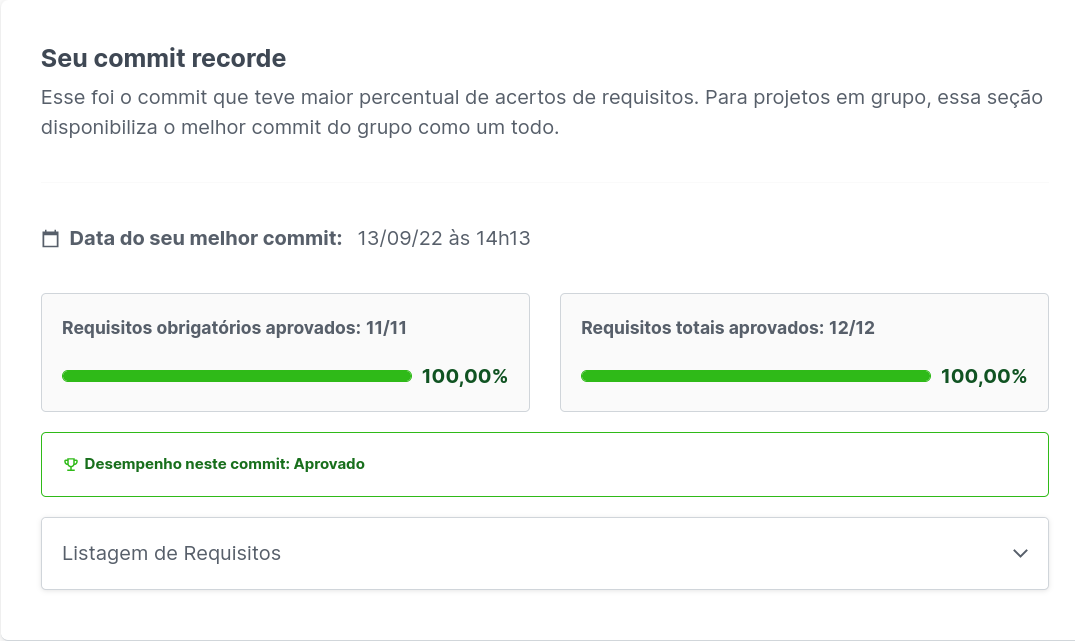 Seu commit recorde
Esse foi o commit que teve maior percentual de acertos de requisitos. Para projetos em grupo, essa seção
disponibiliza o melhor commit do grupo como um todo.
Data do seu melhor commit: 13/09/22 às 14h13
Requisitos obrigatórios aprovados: 11/11
100,00%
Requisitos totais aprovados: 12/12
100,00%
Desempenho neste commit: Aprovado
Listagem de Requisitos